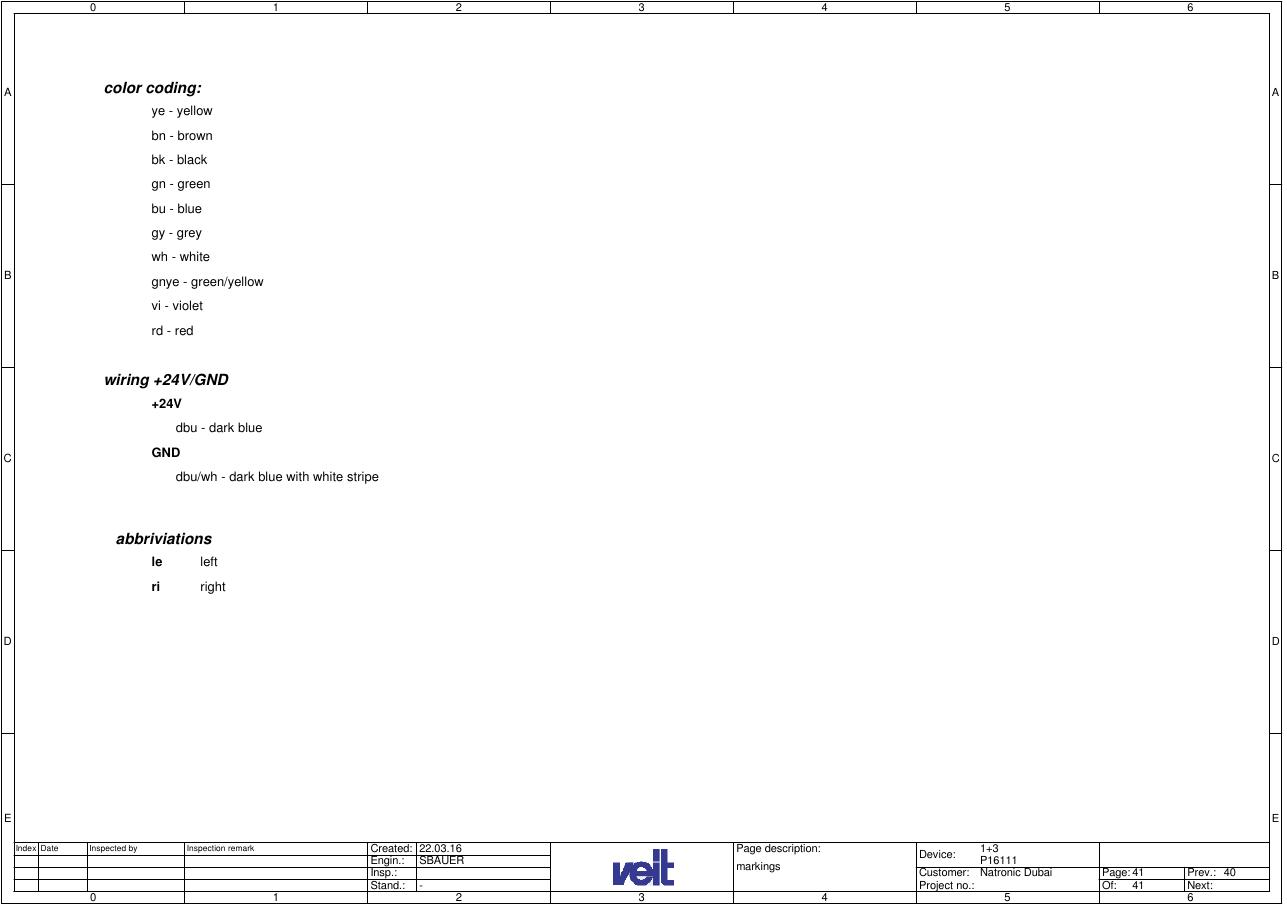 0 1 2 3 4 5 6
A A
color coding:
ye - yellow
bn - brown
bk - black
gn - green
bu - blue
gy - grey
wh - white
B B
gnye - green/yellow
vi - violet
rd - red
wiring +24V/GND
+24V
dbu - dark blue
GND
C C
dbu/wh - dark blue with white stripe
abbriviations
le left
ri right
D D
E E
Index Date Inspected by Inspection remark
Created: 22.03.16
Engin.: SBAUER
Insp.:
Stand.: -
veit
Page description:
markings
Device: 1+3
P16111
Customer: Natronic Dubai
Project no.:
Page: 41 Prev.: 40
Of: 41 Next:
0 1 2 3 4 5 6